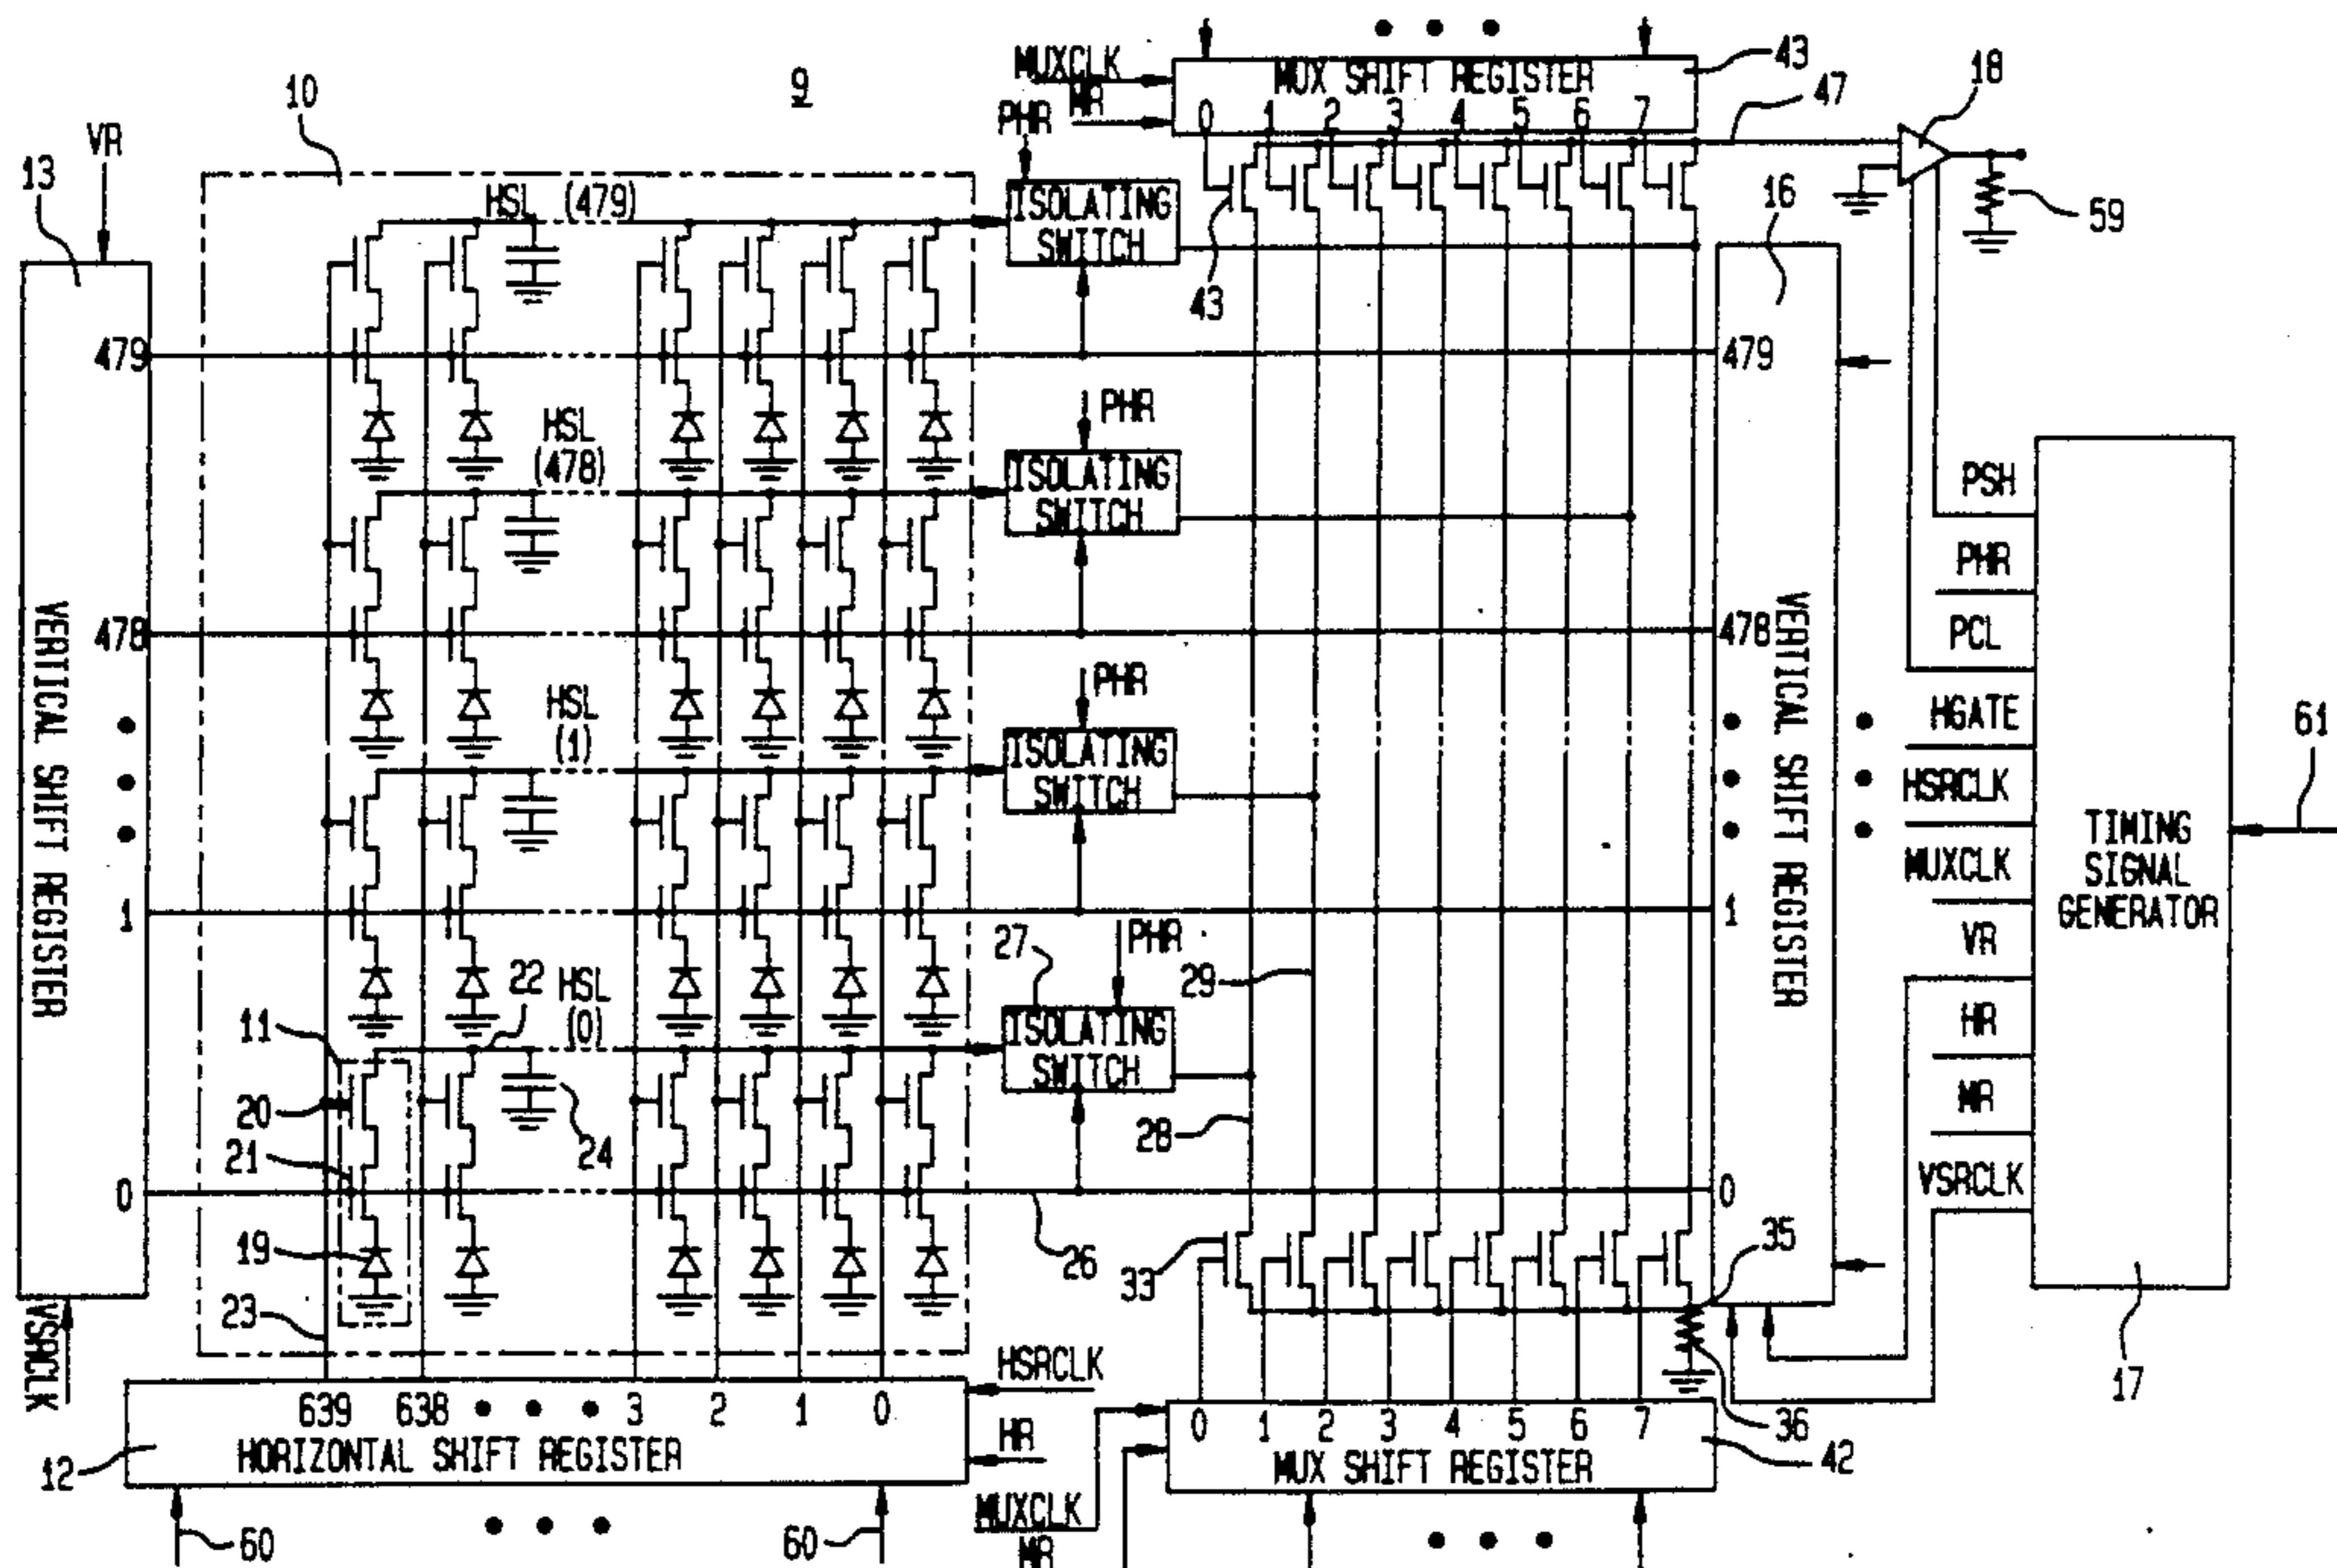 9
10
VR
13
MUXCLK
MR
PHR
MUX SHIFT REGISTER
43
0 1 2 3 4 5 6 7
47
18
59
HSL (479)
ISOLATING SWITCH
43
16
479
479
HSL (478)
PHR
ISOLATING SWITCH
478
478
HSL (1)
PHR
ISOLATING SWITCH
1
1
VERTICAL SHIFT REGISTER
VERTICAL SHIFT REGISTER
PSH
PHR
PCL
HGATE
HSRCLK
MUXCLK
VR
HR
MR
VSRCLK
TIMING SIGNAL GENERATOR
61
17
11
22
HSL (0)
27
PHR
29
ISOLATING SWITCH
20
24
28
21
0
0
19
26
33
35
23
VSRCLK
HSRCLK
HR
639 638 3 2 1 0
HORIZONTAL SHIFT REGISTER
12
60
60
0 1 2 3 4 5 6 7
MUX SHIFT REGISTER
36
42
MUXCLK
MR